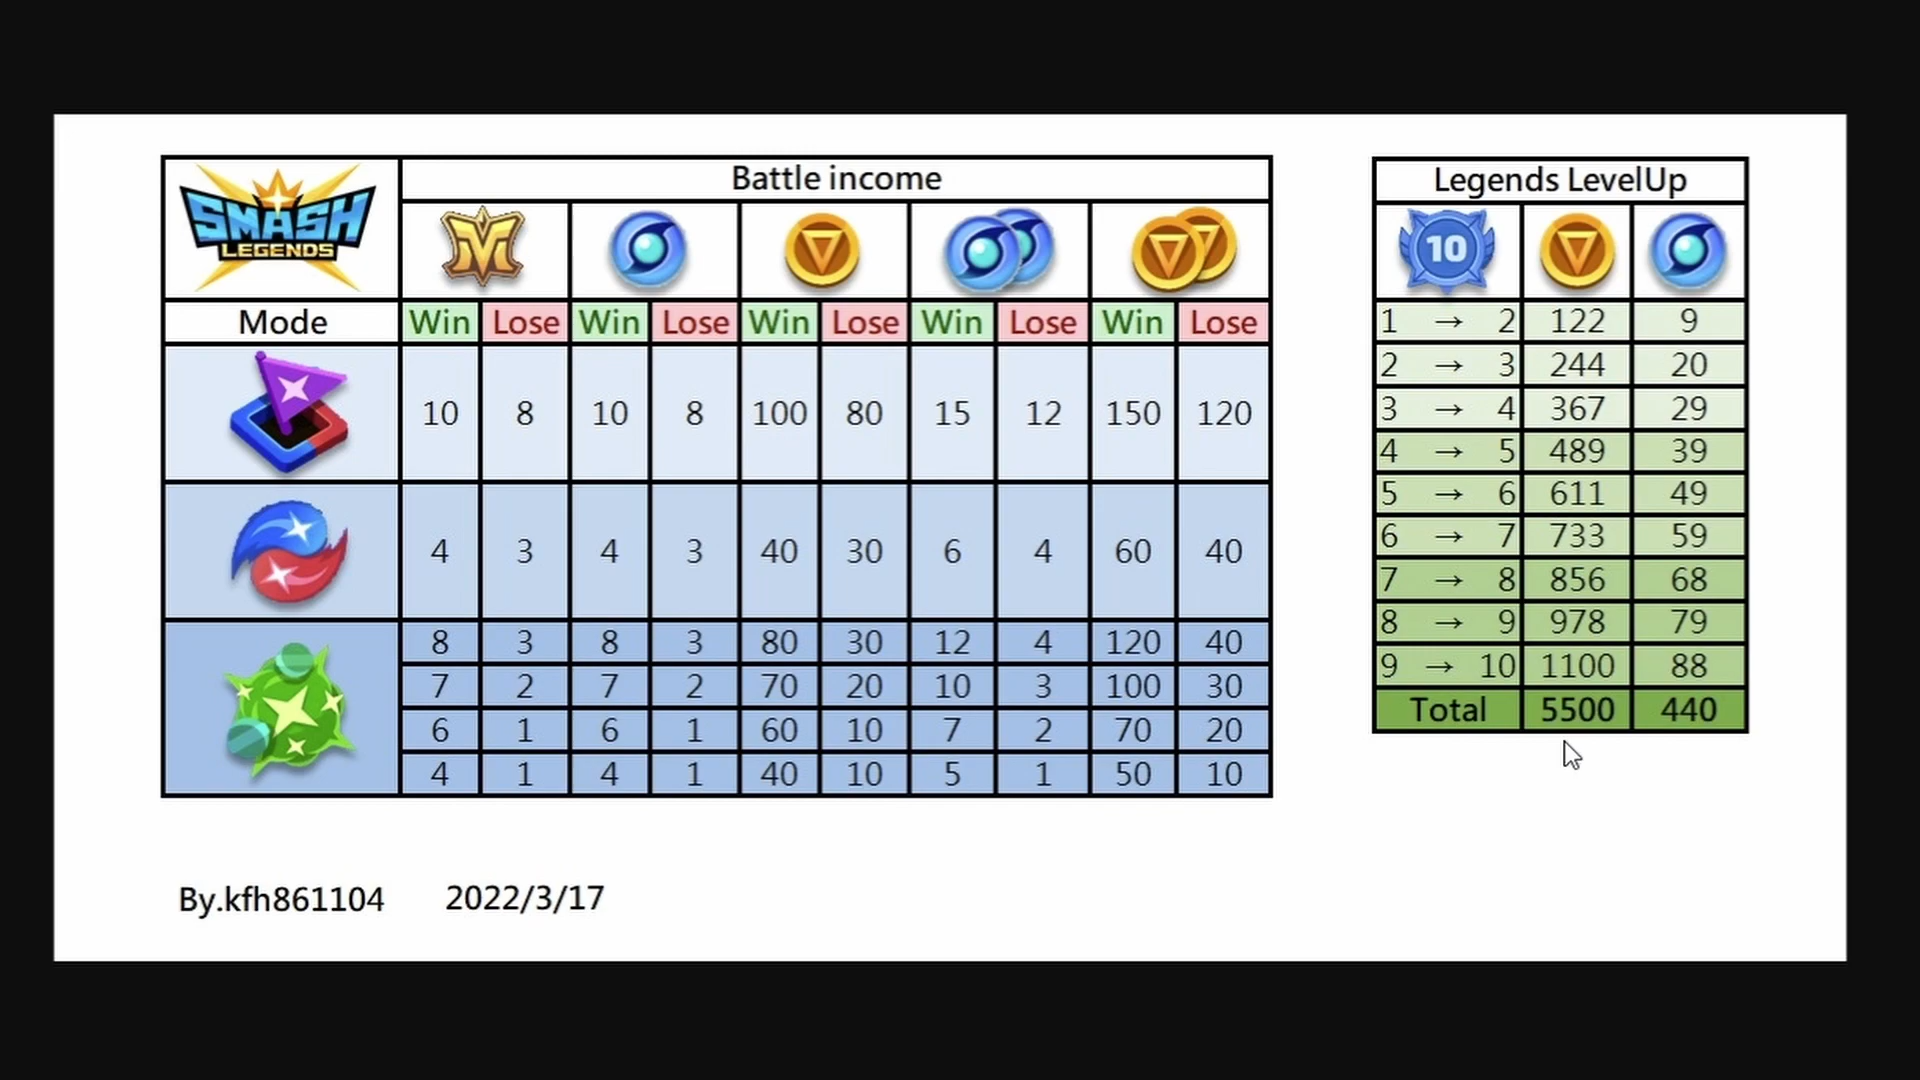 SMASH
LEGENDS
Battle income
Mode
Win Lose Win Lose Win Lose Win Lose Win Lose
10 8 10 8 100 80 15 12 150 120
4 3 4 3 40 30 6 4 60 40
8 3 8 3 80 30 12 4 120 40
7 2 7 2 70 20 10 3 100 30
6 1 6 1 60 10 7 2 70 20
4 1 4 1 40 10 5 1 50 10
Legends LevelUp
10
1 → 2 122 9
2 → 3 244 20
3 → 4 367 29
4 → 5 489 39
5 → 6 611 49
6 → 7 733 59
7 → 8 856 68
8 → 9 978 79
9 → 10 1100 88
Total 5500 440
By.kfh861104 2022/3/17